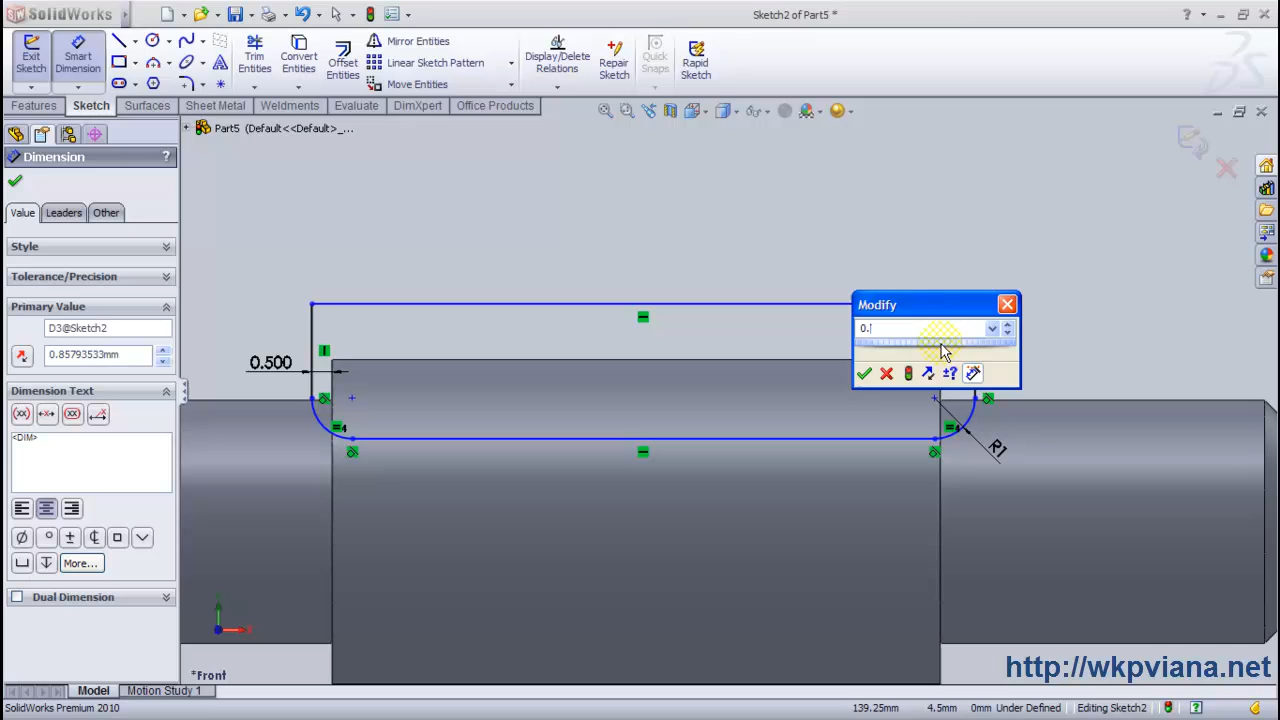 SolidWorks
Sketch2 of Part5 *
Exit Sketch
Smart Dimension
Trim Entities
Convert Entities
Offset Entities
Mirror Entities
Linear Sketch Pattern
Move Entities
Display/Delete Relations
Repair Sketch
Quick Snaps
Rapid Sketch
Features
Sketch
Surfaces
Sheet Metal
Weldments
Evaluate
DimXpert
Office Products
Part5 (Default<<Default>_...
Dimension
?
Value
Leaders
Other
Style
Tolerance/Precision
Primary Value
D3@Sketch2
0.85793533mm
Dimension Text
<DIM>
More...
Dual Dimension
Modify
0.
±?
0.500
R1
*Front
http://wkpviana.net
Model
Motion Study 1
SolidWorks Premium 2010
139.25mm
4.5mm
0mm
Under Defined
Editing Sketch2
?